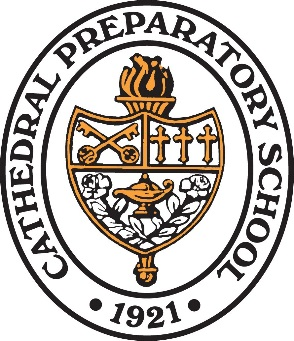 CATHEDRAL PREPARATORY SCHOOL
• 1921 •